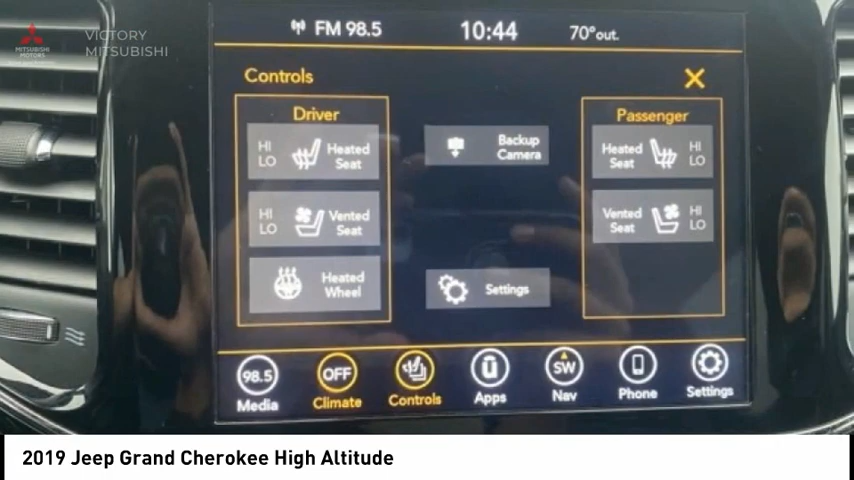 MITSUBISHI
MOTORS
VICTORY
MITSUBISHI
FM 98.5
10:44
70°out.
Controls
Driver
HI
LO
Heated
Seat
HI
LO
Vented
Seat
Heated
Wheel
Backup
Camera
Settings
Passenger
Heated
Seat
HI
LO
Vented
Seat
HI
LO
98.5
Media
OFF
Climate
Controls
Apps
SW
Nav
Phone
Settings
2019 Jeep Grand Cherokee High Altitude